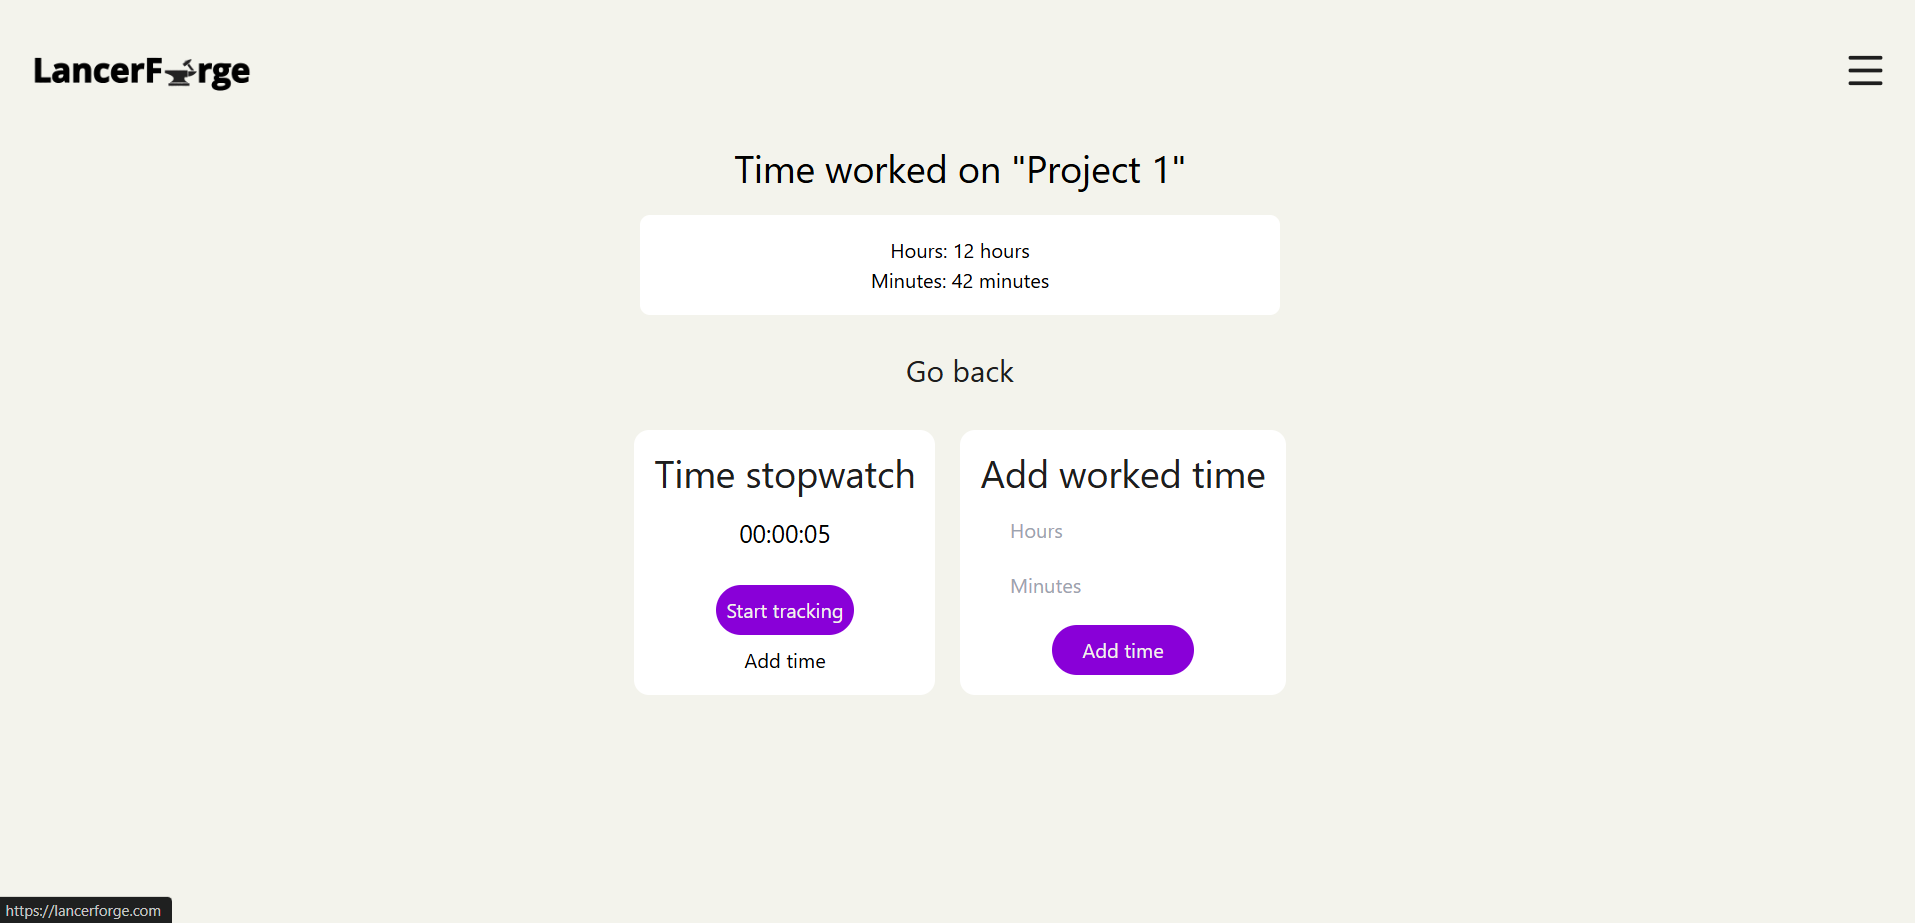 LancerForge
Time worked on "Project 1"
Hours: 12 hours
Minutes: 42 minutes
Go back
Time stopwatch
00:00:05
Start tracking
Add time
Add worked time
Hours
Minutes
Add time
https://lancerforge.com